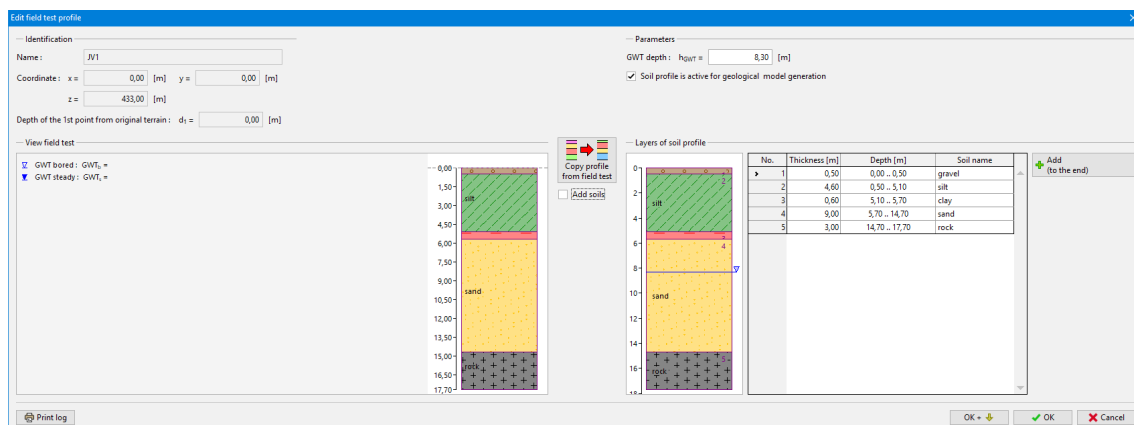 Edit field test profile
Identification
Name : JV1
Coordinate : x = 0,00 [m] y = 0,00 [m]
z = 433,00 [m]
Depth of the 1st point from original terrain : d₁ = 0,00 [m]
Parameters
GWT depth : hGWT = 8,30 [m]
Soil profile is active for geological model generation
View field test
GWT bored : GWTb =
GWT steady : GWTs =
0,00
1,50
3,00
4,50
6,00
7,50
9,00
10,50
12,00
13,50
15,00
16,50
17,70
silt
sand
rock
Copy profile
from field test
Add soils
Layers of soil profile
0
2
4
6
8
10
12
14
16
18
1
2
silt
3
4
sand
5
rock
No. Thickness [m] Depth [m] Soil name
1 0,50 0,00 .. 0,50 gravel
2 4,60 0,50 .. 5,10 silt
3 0,60 5,10 .. 5,70 clay
4 9,00 5,70 .. 14,70 sand
5 3,00 14,70 .. 17,70 rock
Add
(to the end)
Print log
OK +
OK
Cancel